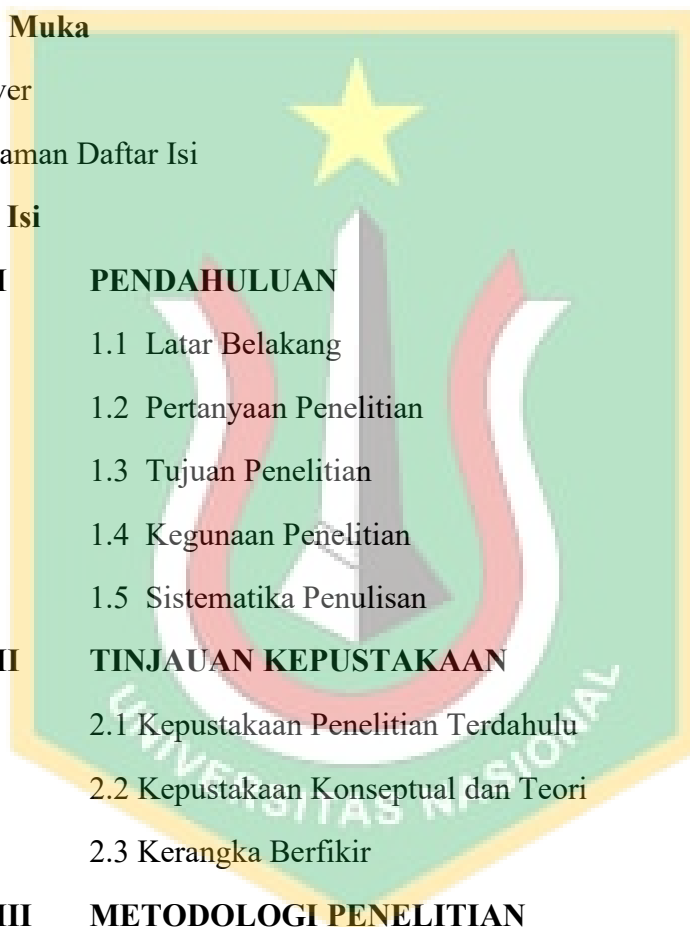 Muka
ver
aman Daftar Isi
Isi
I PENDAHULUAN
1.1 Latar Belakang
1.2 Pertanyaan Penelitian
1.3 Tujuan Penelitian
1.4 Kegunaan Penelitian
1.5 Sistematika Penulisan
II TINJAUAN KEPUSTAKAAN
2.1 Kepustakaan Penelitian Terdahulu
2.2 Kepustakaan Konseptual dan Teori
2.3 Kerangka Berfikir
III METODOLOGI PENELITIAN
UNIVERSITAS NASIONAL